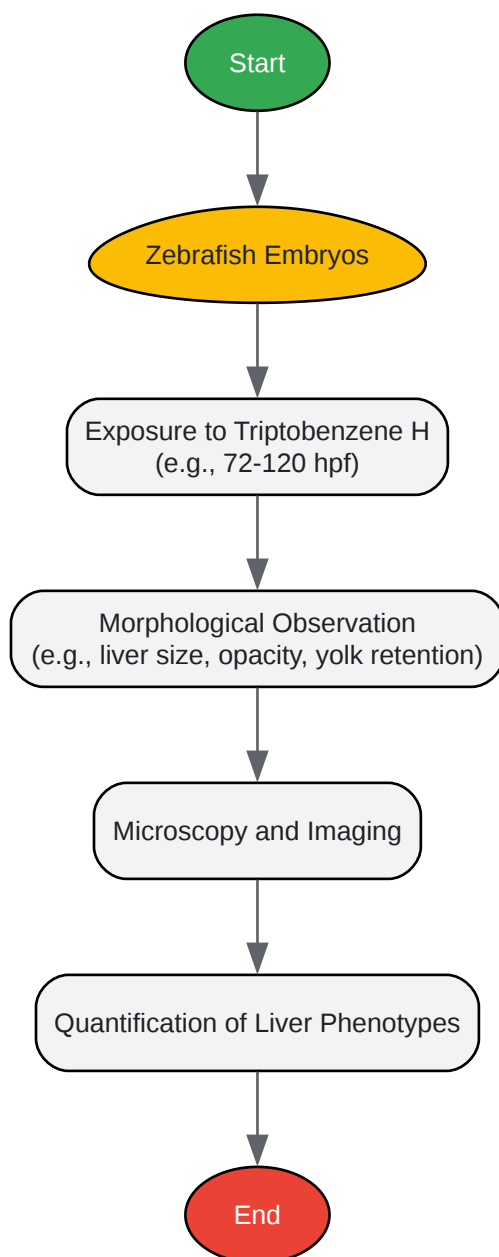 Start
Zebrafish Embryos
Exposure to Triptobenzene H
(e.g., 72-120 hpf)
Morphological Observation
(e.g., liver size, opacity, yolk retention)
Microscopy and Imaging
Quantification of Liver Phenotypes
End